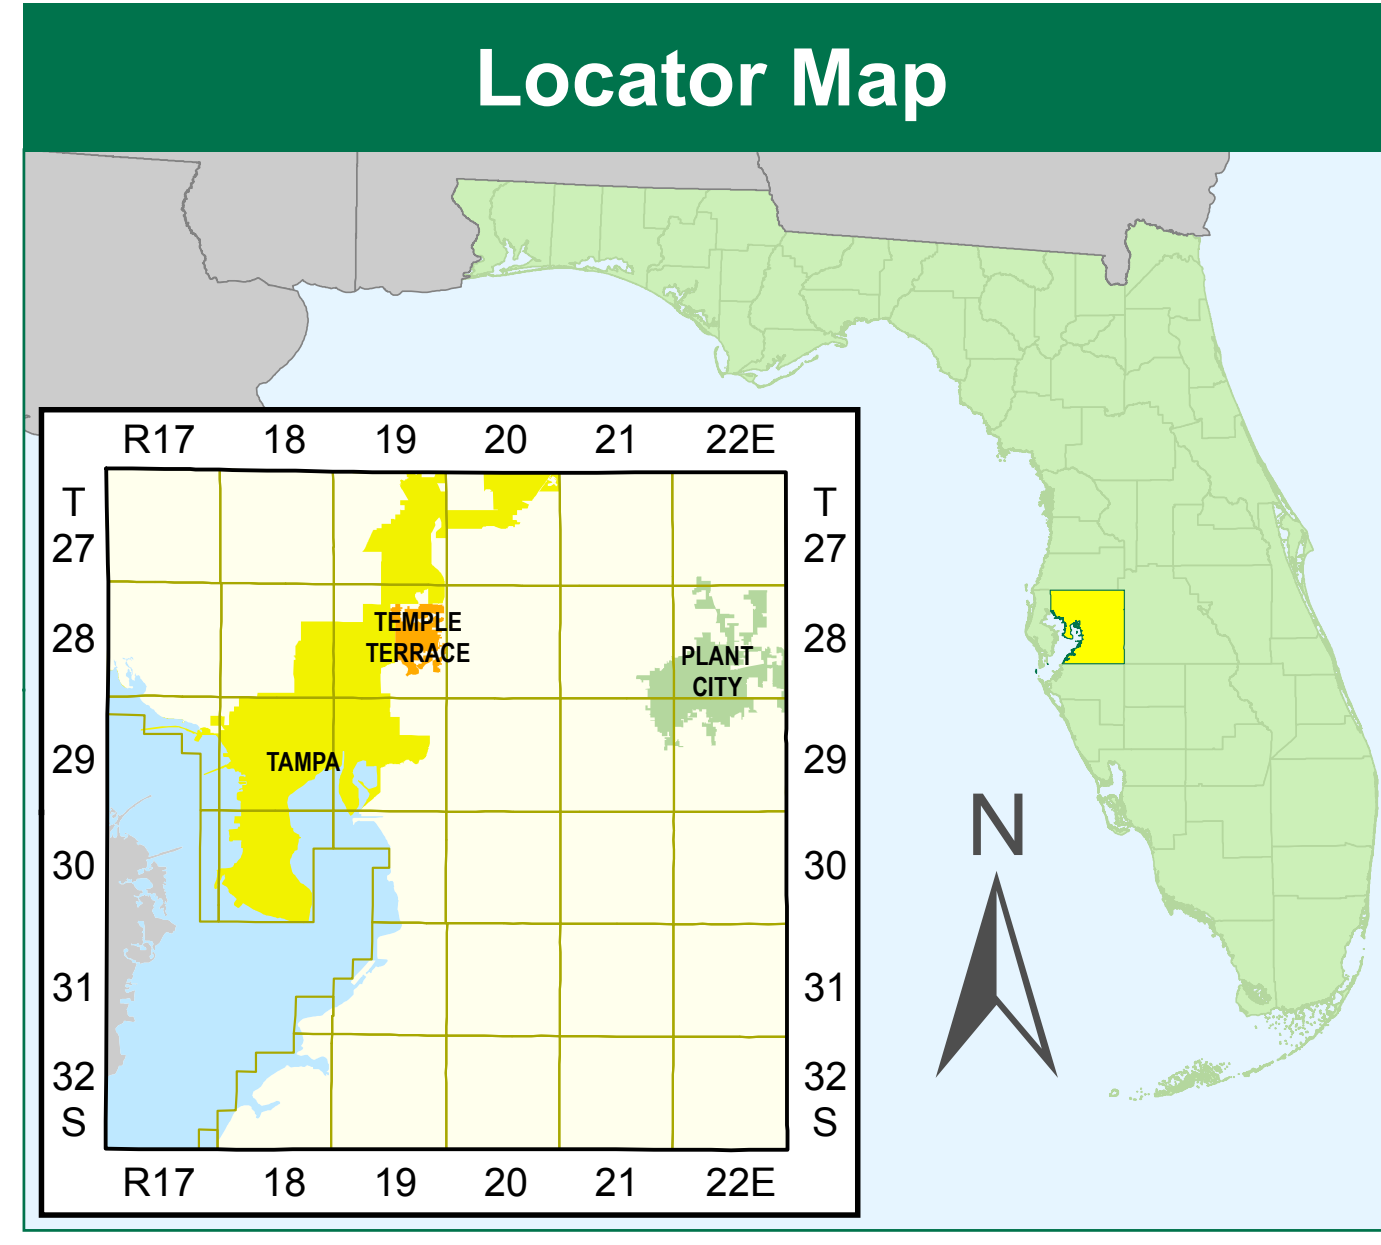 Locator Map
R17 18 19 20 21 22E
T T
27 27
TEMPLE
TERRACE
28 28
PLANT
CITY
29 29
TAMPA
N
30 30
31 31
32 32
S S
R17 18 19 20 21 22E